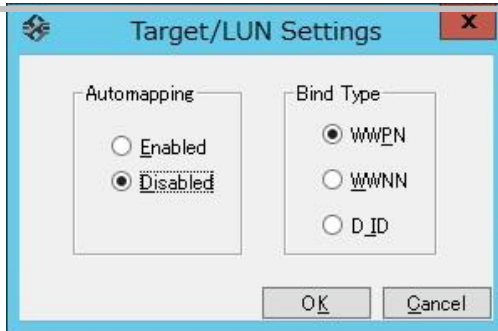 Target/LUN Settings
x
Automapping
Enabled
Disabled
Bind Type
WWPN
WWNN
D_ID
OK
Cancel